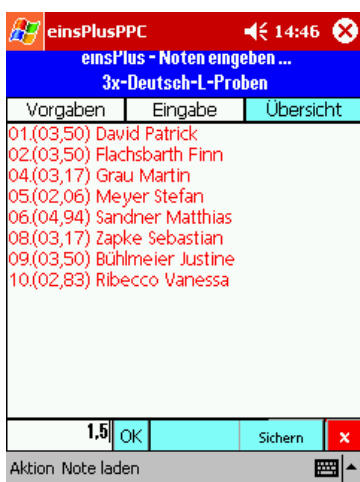 einsPlusPPC 14:46
einsPlus - Noten eingeben ...
3x-Deutsch-L-Proben
Vorgaben Eingabe Übersicht
01.(03,50) David Patrick
02.(03,50) Flachsbarth Finn
04.(03,17) Grau Martin
05.(02,06) Meyer Stefan
06.(04,94) Sandner Matthias
08.(03,17) Zapke Sebastian
09.(03,50) Bühlmeier Justine
10.(02,83) Ribecco Vanessa
1,5 OK Sichern x
Aktion Note laden